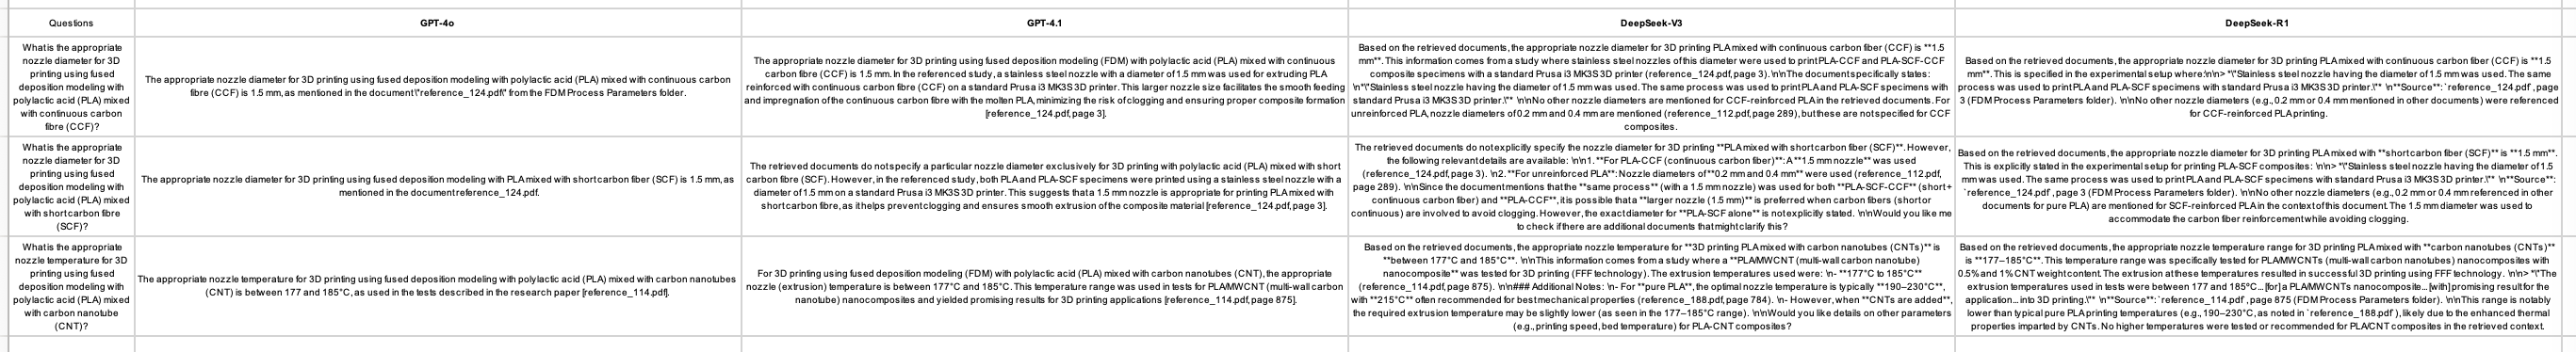 Questions
GPT-4o
GPT-4.1
DeepSeek-V3
DeepSeek-R1
What is the appropriate
nozzle diameter for 3D
printing using fused
deposition modeling with
polylactic acid (PLA) mixed
with continuous carbon
fibre (CCF)?
The appropriate nozzle diameter for 3D printing using fused deposition modeling with polylactic acid (PLA) mixed with continuous carbon
fibre (CCF) is 1.5 mm, as mentioned in the document \"reference_124.pdf\" from the FDM Process Parameters folder.
The appropriate nozzle diameter for 3D printing using fused deposition modeling (FDM) with polylactic acid (PLA) mixed with continuous
carbon fibre (CCF) is 1.5 mm. In the referenced study, a stainless steel nozzle with a diameter of 1.5 mm was used for extruding PLA
reinforced with continuous carbon fibre (CCF) on a standard Prusa i3 MK3S 3D printer. This larger nozzle size facilitates the smooth feeding
and impregnation of the continuous carbon fibre with the molten PLA, minimizing the risk of clogging and ensuring proper composite formation
[reference_124.pdf, page 3].
Based on the retrieved documents, the appropriate nozzle diameter for 3D printing PLA mixed with continuous carbon fiber (CCF) is **1.5
mm**. This information comes from a study where stainless steel nozzles of this diameter were used to print PLA-CCF and PLA-SCF-CCF
composite specimens with a standard Prusa i3 MK3S 3D printer (reference_124.pdf, page 3). \n\nThe document specifically states:
\n*\"Stainless steel nozzle having the diameter of 1.5 mm was used. The same process was used to print PLA and PLA-SCF specimens with
standard Prusa i3 MK3S 3D printer.\"* \n\nNo other nozzle diameters are mentioned for CCF-reinforced PLA in the retrieved documents. For
unreinforced PLA, nozzle diameters of 0.2 mm and 0.4 mm are mentioned (reference_112.pdf, page 289), but these are not specified for CCF
composites.
Based on the retrieved documents, the appropriate nozzle diameter for 3D printing PLA mixed with continuous carbon fiber (CCF) is **1.5
mm**. This is specified in the experimental setup where:\n\n> *\"Stainless steel nozzle having the diameter of 1.5 mm was used. The same
process was used to print PLA and PLA-SCF specimens with standard Prusa i3 MK3S 3D printer.\"* \n**Source**: `reference_124.pdf`, page
3 (FDM Process Parameters folder). \n\nNo other nozzle diameters (e.g., 0.2 mm or 0.4 mm mentioned in other documents) were referenced
for CCF-reinforced PLA printing.
What is the appropriate
nozzle diameter for 3D
printing using fused
deposition modeling with
polylactic acid (PLA) mixed
with short carbon fibre
(SCF)?
The appropriate nozzle diameter for 3D printing using fused deposition modeling with PLA mixed with short carbon fiber (SCF) is 1.5 mm, as
mentioned in the document reference_124.pdf.
The retrieved documents do not specify a particular nozzle diameter exclusively for 3D printing with polylactic acid (PLA) mixed with short
carbon fibre (SCF). However, in the referenced study, both PLA and PLA-SCF specimens were printed using a stainless steel nozzle with a
diameter of 1.5 mm on a standard Prusa i3 MK3S 3D printer. This suggests that a 1.5 mm nozzle is appropriate for printing PLA mixed with
short carbon fibre, as it helps prevent clogging and ensures smooth extrusion of the composite material [reference_124.pdf, page 3].
The retrieved documents do not explicitly specify the nozzle diameter for 3D printing **PLA mixed with short carbon fiber (SCF)**. However,
the following relevant details are available: \n\n1. **For PLA-CCF (continuous carbon fiber)**: A **1.5 mm nozzle** was used
(reference_124.pdf, page 3). \n2. **For unreinforced PLA**: Nozzle diameters of **0.2 mm and 0.4 mm** were used (reference_112.pdf,
page 289). \n\nSince the document mentions that the **same process** (with a 1.5 mm nozzle) was used for both **PLA-SCF-CCF** (short+
continuous carbon fiber) and **PLA-CCF**, it is possible that a **larger nozzle (1.5 mm)** is preferred when carbon fibers (short or
continuous) are involved to avoid clogging. However, the exact diameter for **PLA-SCF alone** is not explicitly stated. \n\nWould you like me
to check if there are additional documents that might clarify this?
Based on the retrieved documents, the appropriate nozzle diameter for 3D printing PLA mixed with **short carbon fiber (SCF)** is **1.5 mm**.
This is explicitly stated in the experimental setup for printing PLA-SCF composites: \n\n> *\"Stainless steel nozzle having the diameter of 1.5
mm was used. The same process was used to print PLA and PLA-SCF specimens with standard Prusa i3 MK3S 3D printer.\"* \n**Source**:
`reference_124.pdf`, page 3 (FDM Process Parameters folder). \n\nNo other nozzle diameters (e.g., 0.2 mm or 0.4 mm referenced in other
documents for pure PLA) are mentioned for SCF-reinforced PLA in the context of this document. The 1.5 mm diameter was used to
accommodate the carbon fiber reinforcement while avoiding clogging.
What is the appropriate
nozzle temperature for 3D
printing using fused
deposition modeling with
polylactic acid (PLA) mixed
with carbon nanotube
(CNT)?
The appropriate nozzle temperature for 3D printing using fused deposition modeling with polylactic acid (PLA) mixed with carbon nanotubes
(CNT) is between 177 and 185°C, as used in the tests described in the research paper [reference_114.pdf].
For 3D printing using fused deposition modeling (FDM) with polylactic acid (PLA) mixed with carbon nanotubes (CNT), the appropriate
nozzle (extrusion) temperature is between 177°C and 185°C. This temperature range was used in tests for PLA/MWCNT (multi-wall carbon
nanotube) nanocomposites and yielded promising results for 3D printing applications [reference_114.pdf, page 875].
Based on the retrieved documents, the appropriate nozzle temperature for **3D printing PLA mixed with carbon nanotubes (CNTs)** is
**between 177°C and 185°C**. \n\nThis information comes from a study where a **PLA/MWCNT (multi-wall carbon nanotube)
nanocomposite** was tested for 3D printing (FFF technology). The extrusion temperatures used were: \n- **177°C to 185°C**
(reference_114.pdf, page 875). \n\n### Additional Notes: \n- For **pure PLA**, the optimal nozzle temperature is typically **190–230°C**,
with **215°C** often recommended for best mechanical properties (reference_188.pdf, page 784). \n- However, when **CNTs are added**,
the required extrusion temperature may be slightly lower (as seen in the 177–185°C range). \n\nWould you like details on other parameters
(e.g., printing speed, bed temperature) for PLA-CNT composites?
Based on the retrieved documents, the appropriate nozzle temperature range for 3D printing PLA mixed with **carbon nanotubes (CNTs)**
is **177–185°C**. This temperature range was specifically tested for PLA/MWCNTs (multi-walled carbon nanotubes) nanocomposites with
0.5% and 1% CNT weight content. The extrusion at these temperatures resulted in successful 3D printing using FFF technology. \n\n> *\"The
extrusion temperatures used in tests were between 177 and 185ºC... [for] a PLA/MWCNTs nanocomposite... [with] promising result for the
application... into 3D printing.\"* \n**Source**: `reference_114.pdf`, page 875 (FDM Process Parameters folder). \n\nThis range is notably
lower than typical pure PLA printing temperatures (e.g., 190–230°C, as noted in `reference_188.pdf`), likely due to the enhanced thermal
properties imparted by CNTs. No higher temperatures were tested or recommended for PLA/CNT composites in the retrieved context.